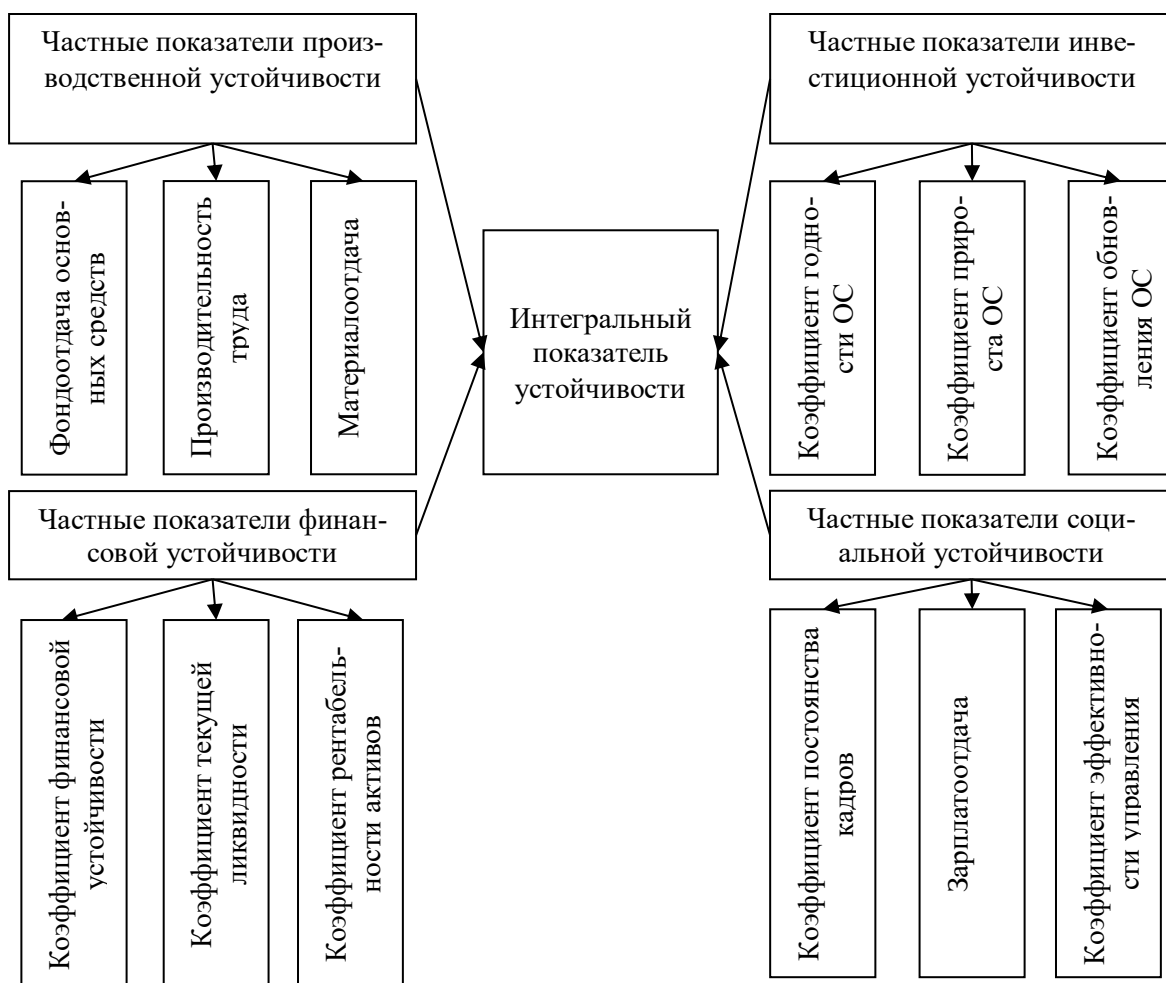 Частные показатели произ-
водственной устойчивости
Фондоотдача основ-
ных средств
Производительность
труда
Материалоотдача
Частные показатели инве-
стиционной устойчивости
Коэффициент годно-
сти ОС
Коэффициент приро-
ста ОС
Коэффициент обнов-
ления ОС
Интегральный
показатель
устойчивости
Частные показатели финан-
совой устойчивости
Коэффициент финансовой
устойчивости
Коэффициент текущей
ликвидности
Коэффициент рентабель-
ности активов
Частные показатели соци-
альной устойчивости
Коэффициент постоянства
кадров
Зарплатоотдача
Коэффициент эффективно-
сти управления